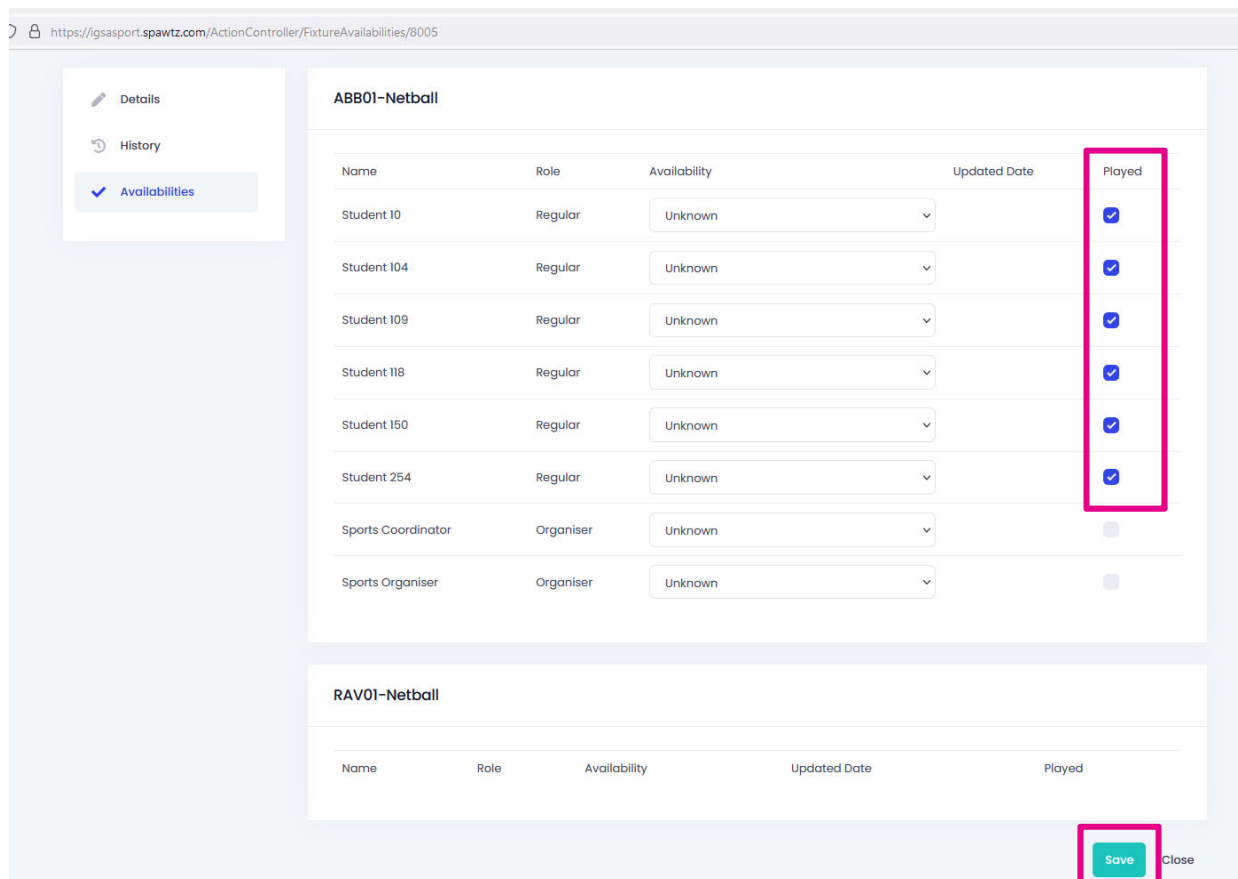 https://igsasport.spawtz.com/ActionController/FixtureAvailabilities/8005
Details
History
Availabilities
ABB01-Netball
Name Role Availability Updated Date Played
Student 10 Regular Unknown
Student 104 Regular Unknown
Student 109 Regular Unknown
Student 118 Regular Unknown
Student 150 Regular Unknown
Student 254 Regular Unknown
Sports Coordinator Organiser Unknown
Sports Organiser Organiser Unknown
RAV01-Netball
Name Role Availability Updated Date Played
Save Close